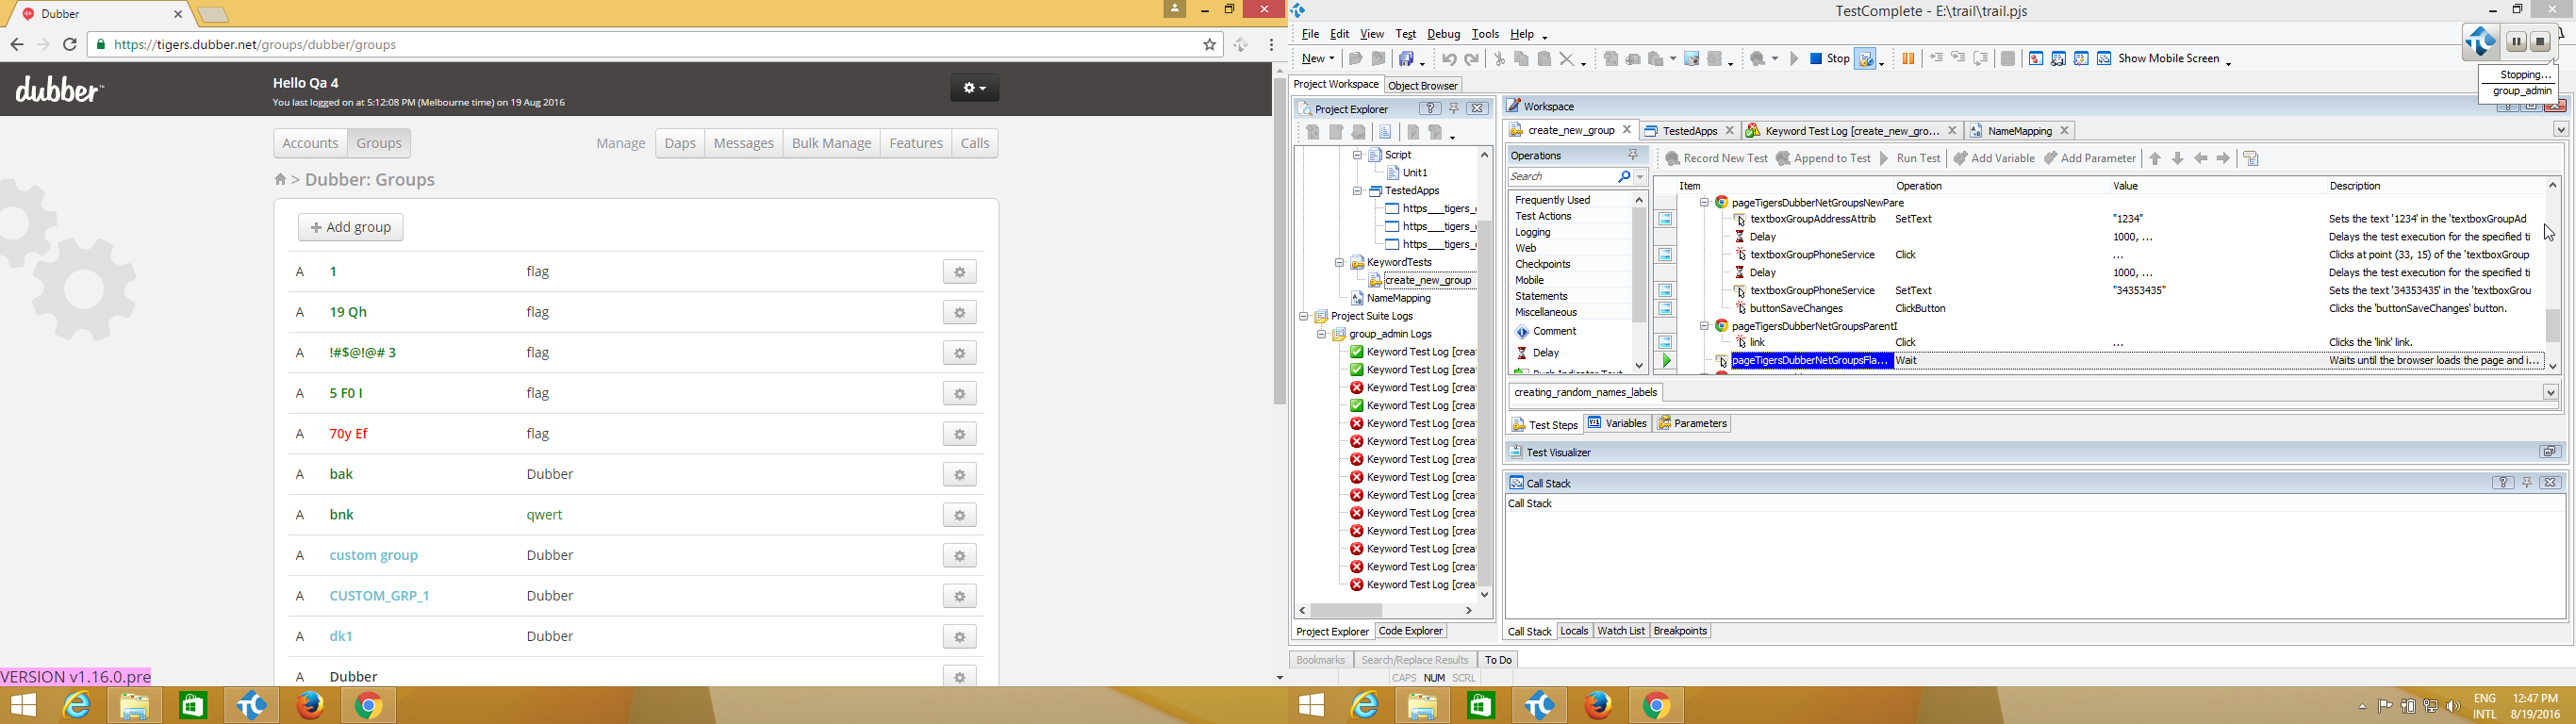 Dubber
https://tigers.dubber.net/groups/dubber/groups
dubber™
Hello Qa 4
You last logged on at 5:12:08 PM (Melbourne time) on 19 Aug 2016
Accounts Groups Manage Daps Messages Bulk Manage Features Calls
> Dubber: Groups
+ Add group
A 1 flag
A 19 Qh flag
A !#$@!@# 3 flag
A 5 F0 I flag
A 70y Ef flag
A bak Dubber
A bnk qwert
A custom group Dubber
A CUSTOM_GRP_1 Dubber
A dk1 Dubber
A Dubber
VERSION v1.16.0.pre
TestComplete - E:\trail\trail.pjs
File Edit View Test Debug Tools Help
New Stop Show Mobile Screen
Stopping...
group_admin
Project Workspace Object Browser
Project Explorer
Script
Unit1
TestedApps
https___tigers_
https___tigers_
https___tigers_
KeywordTests
create_new_group
NameMapping
Project Suite Logs
group_admin Logs
Keyword Test Log [crea
Keyword Test Log [crea
Keyword Test Log [crea
Keyword Test Log [crea
Keyword Test Log [crea
Keyword Test Log [crea
Keyword Test Log [crea
Keyword Test Log [crea
Keyword Test Log [crea
Keyword Test Log [crea
Keyword Test Log [crea
Keyword Test Log [crea
Keyword Test Log [crea
Keyword Test Log [crea
Project Explorer Code Explorer
Workspace
create_new_group TestedApps Keyword Test Log [create_new_gro... NameMapping
Operations
Search
Frequently Used
Test Actions
Logging
Web
Checkpoints
Mobile
Statements
Miscellaneous
Comment
Delay
Record New Test Append to Test Run Test Add Variable Add Parameter
Item Operation Value Description
pageTigersDubberNetGroupsNewPare
textboxGroupAddressAttrib SetText "1234" Sets the text '1234' in the 'textboxGroupAd
Delay 1000, ... Delays the test execution for the specified ti
textboxGroupPhoneService Click ... Clicks at point (33, 15) of the 'textboxGroup
Delay 1000, ... Delays the test execution for the specified ti
textboxGroupPhoneService SetText "34353435" Sets the text '34353435' in the 'textboxGrou
buttonSaveChanges ClickButton Clicks the 'buttonSaveChanges' button.
pageTigersDubberNetGroupsParentI
link Click ... Clicks the 'link' link.
pageTigersDubberNetGroupsFla... Wait Waits until the browser loads the page and i...
creating_random_names_labels
Test Steps Variables Parameters
Test Visualizer
Call Stack
Call Stack
Call Stack Locals Watch List Breakpoints
Bookmarks Search/Replace Results To Do
CAPS NUM SCRL
ENG 12:47 PM
INTL 8/19/2016